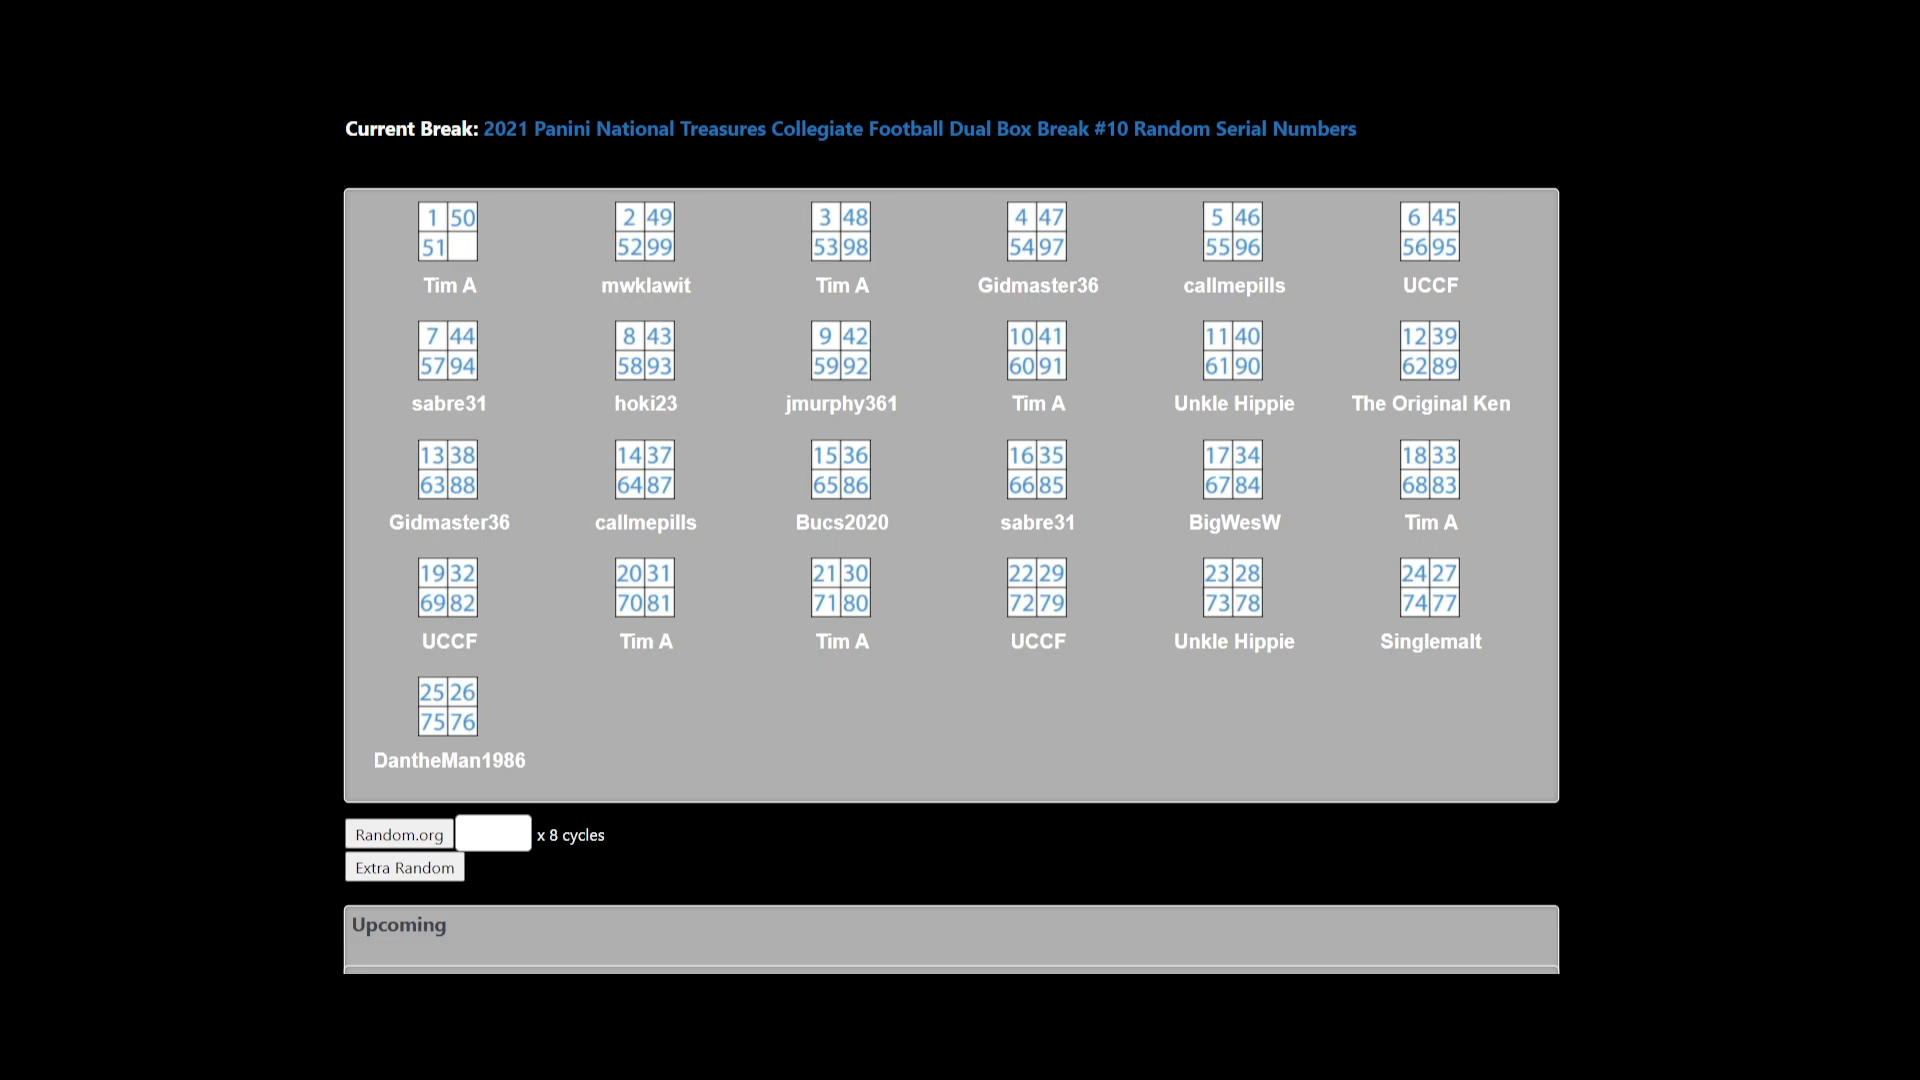 Current Break: 2021 Panini National Treasures Collegiate Football Dual Box Break #10 Random Serial Numbers
1 50 2 49 3 48 4 47 5 46 6 45
51 52 99 53 98 54 97 55 96 56 95
Tim A mwklawit Tim A Gidmaster36 callmepills UCCF
7 44 8 43 9 42 10 41 11 40 12 39
57 94 58 93 59 92 60 91 61 90 62 89
sabre31 hoki23 jmurphy361 Tim A Unkle Hippie The Original Ken
13 38 14 37 15 36 16 35 17 34 18 33
63 88 64 87 65 86 66 85 67 84 68 83
Gidmaster36 callmepills Bucs2020 sabre31 BigWesW Tim A
19 32 20 31 21 30 22 29 23 28 24 27
69 82 70 81 71 80 72 79 73 78 74 77
UCCF Tim A Tim A UCCF Unkle Hippie Singlemalt
25 26
75 76
DantheMan1986
Random.org x 8 cycles
Extra Random
Upcoming